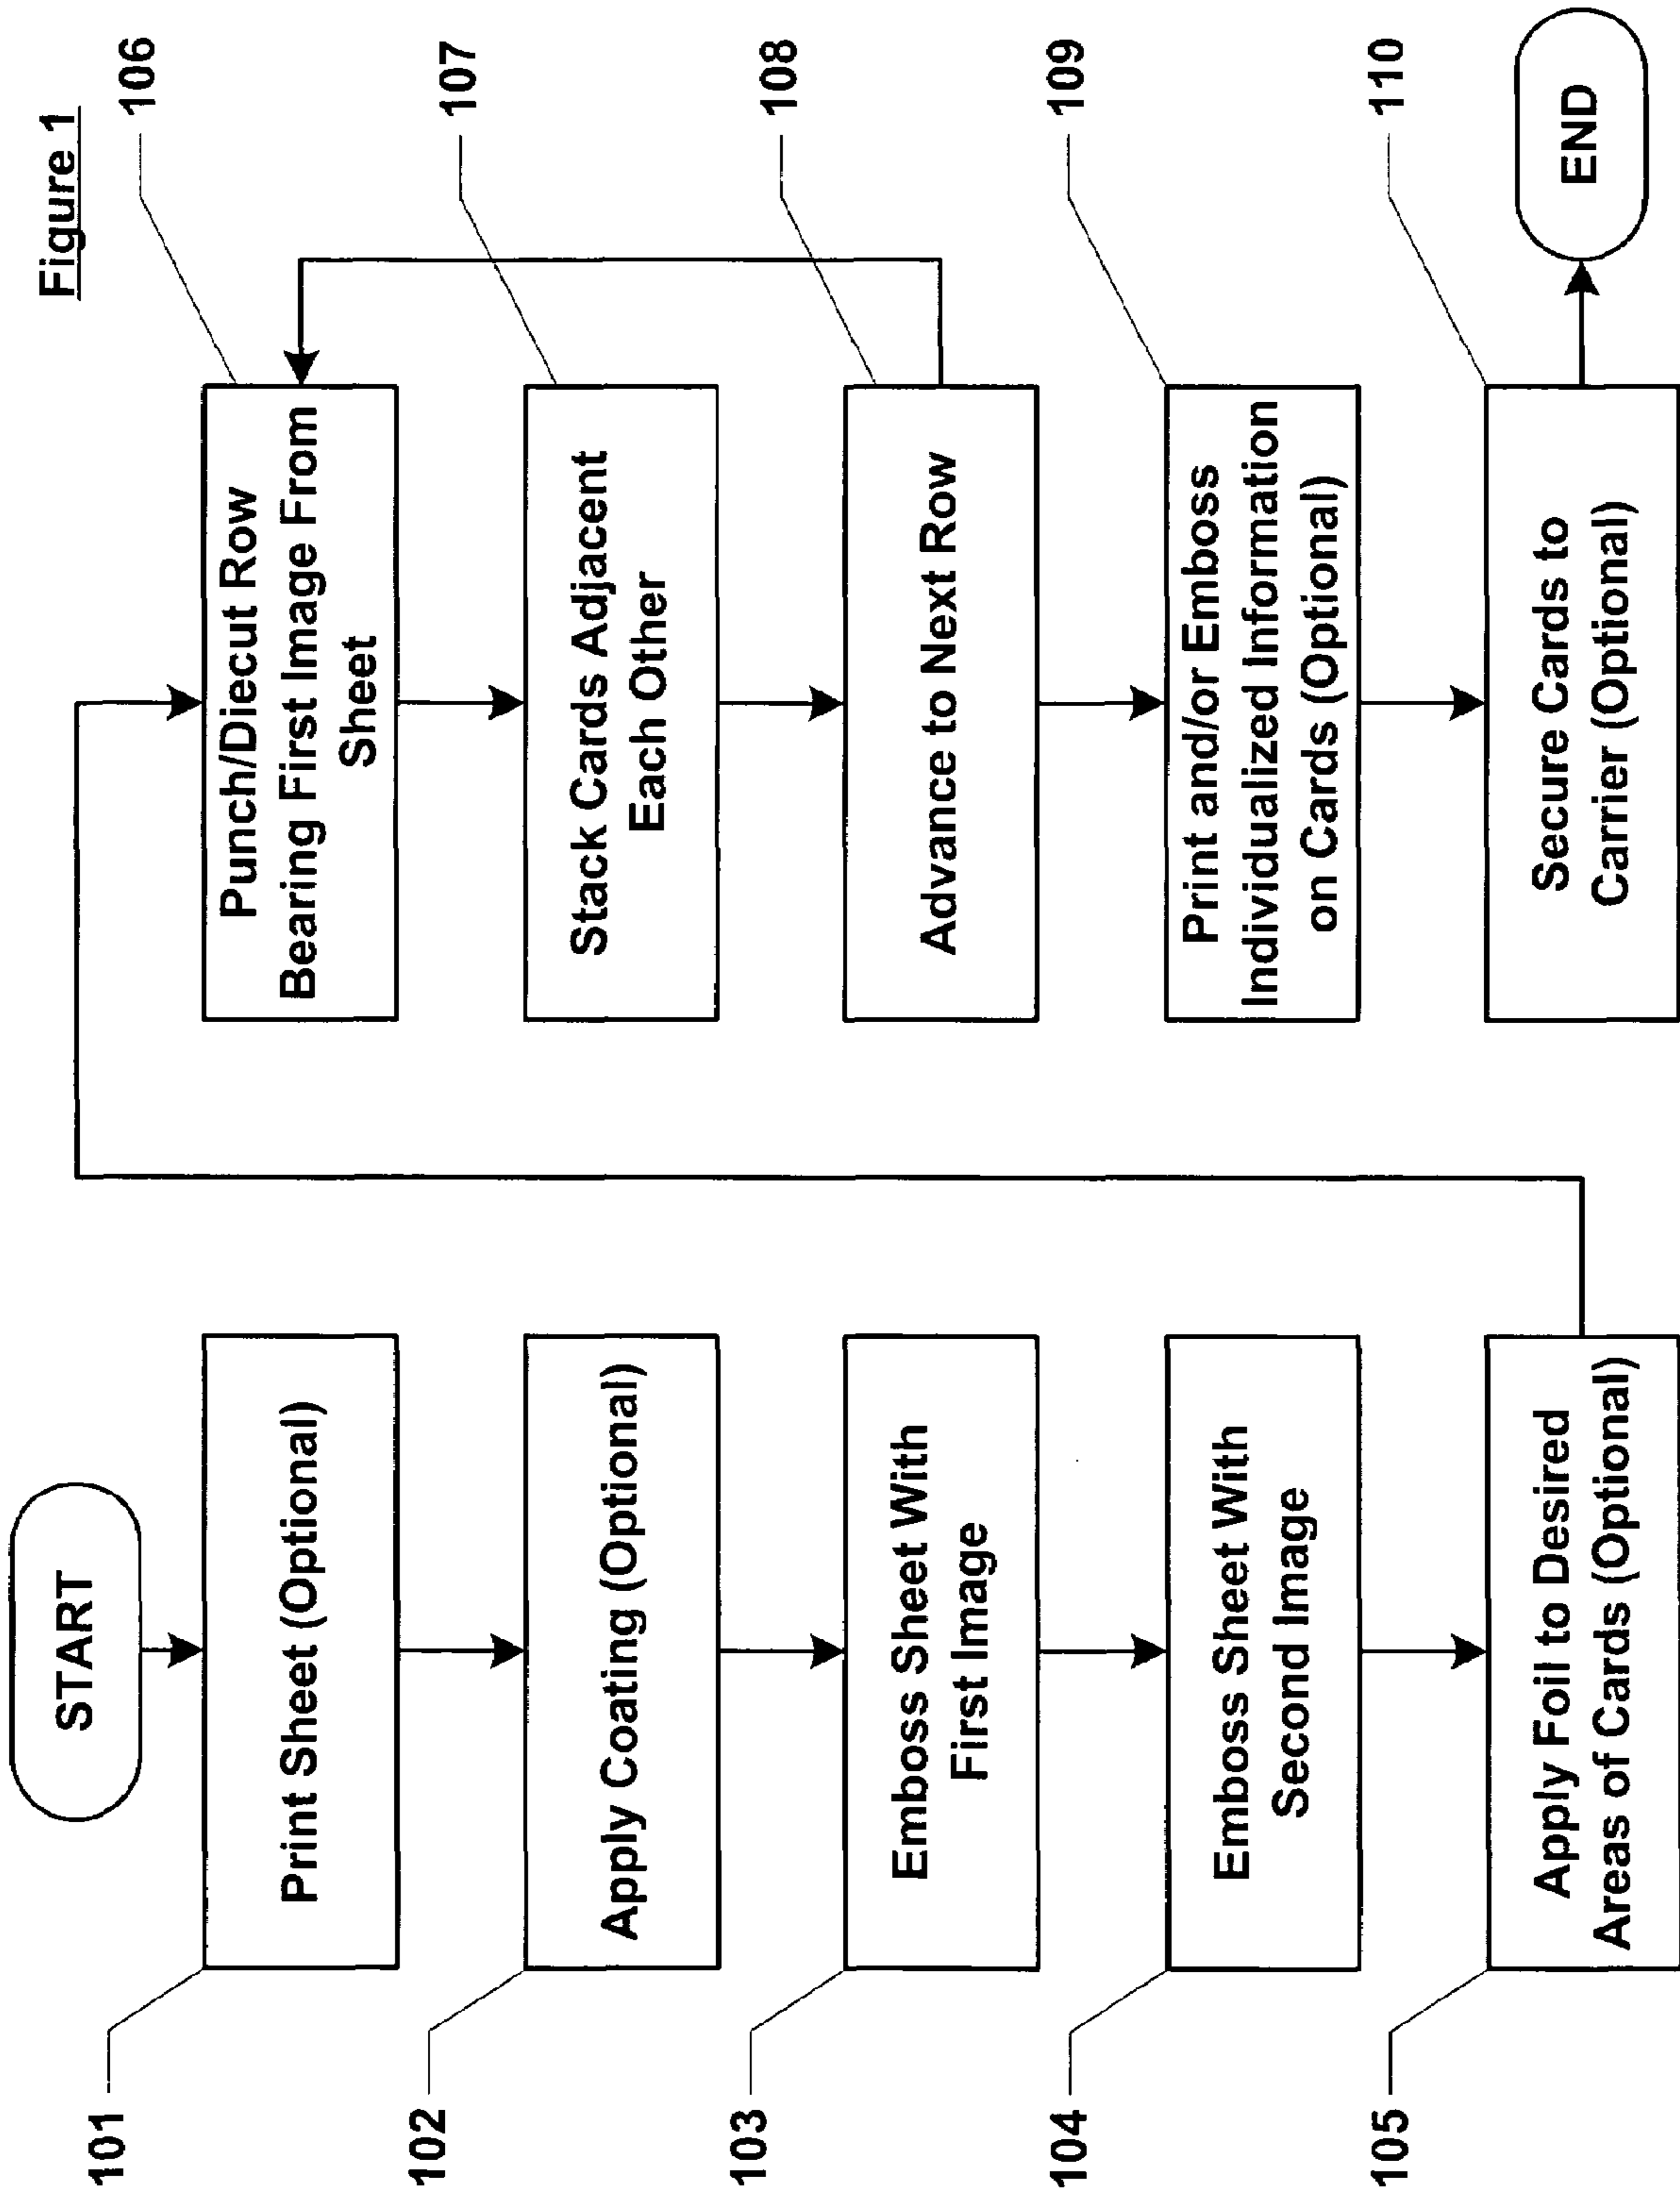 Figure 1
START
101
Print Sheet (Optional)
102
Apply Coating (Optional)
103
Emboss Sheet With
First Image
104
Emboss Sheet With
Second Image
105
Apply Foil to Desired
Areas of Cards (Optional)
106
Punch/Diecut Row
Bearing First Image From
Sheet
107
Stack Cards Adjacent
Each Other
108
Advance to Next Row
109
Print and/or Emboss
Individualized Information
on Cards (Optional)
110
Secure Cards to
Carrier (Optional)
END